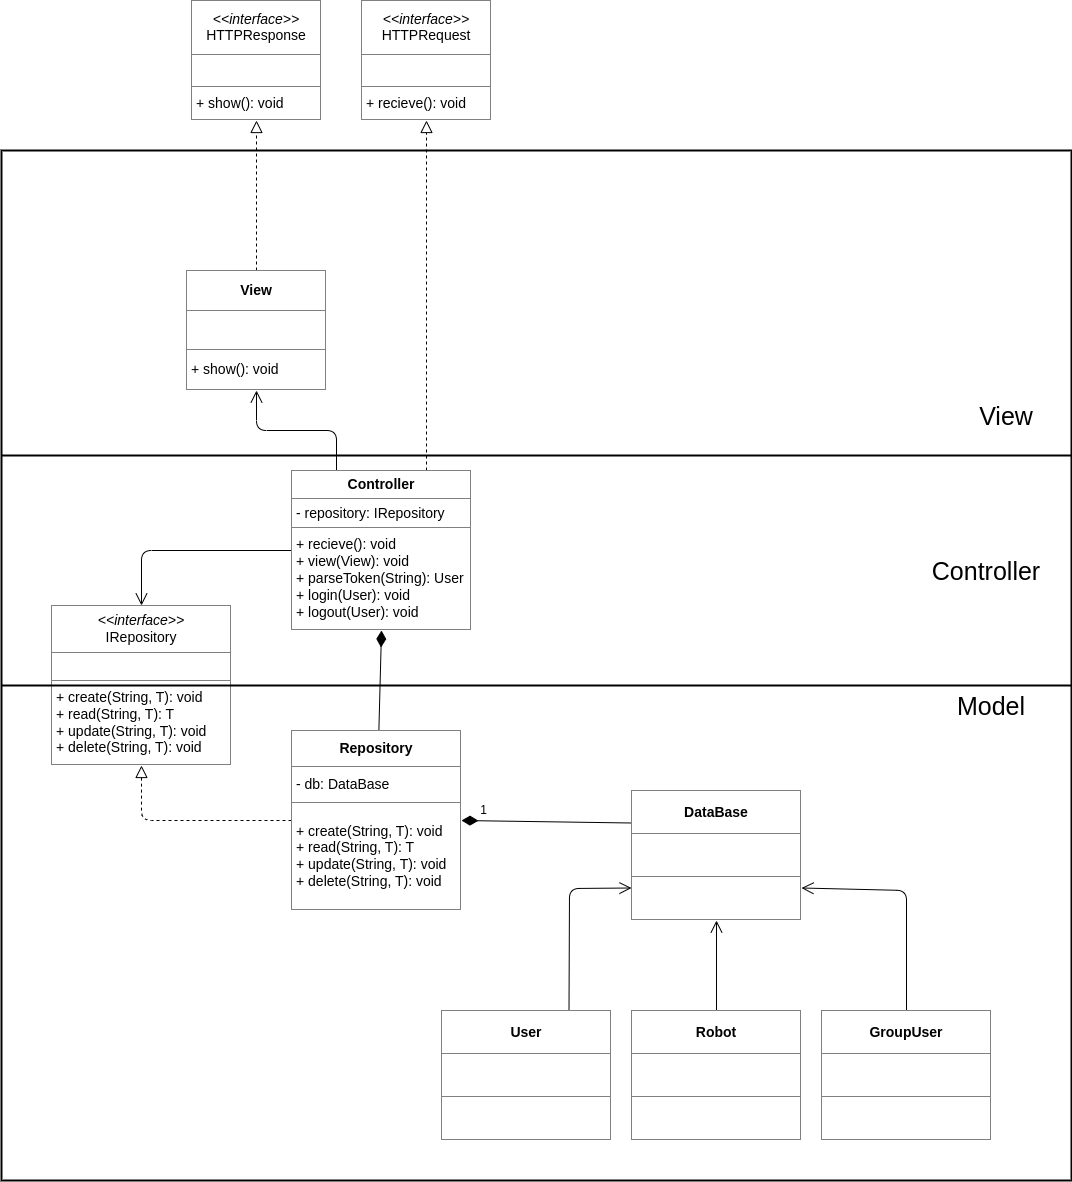 <<interface>>
HTTPResponse
+ show(): void
<<interface>>
HTTPRequest
+ recieve(): void
View
+ show(): void
View
Controller
- repository: IRepository
+ recieve(): void
+ view(View): void
+ parseToken(String): User
+ login(User): void
+ logout(User): void
Controller
<<interface>>
IRepository
+ create(String, T): void
+ read(String, T): T
+ update(String, T): void
+ delete(String, T): void
Model
Repository
- db: DataBase
+ create(String, T): void
+ read(String, T): T
+ update(String, T): void
+ delete(String, T): void
1
DataBase
User
Robot
GroupUser